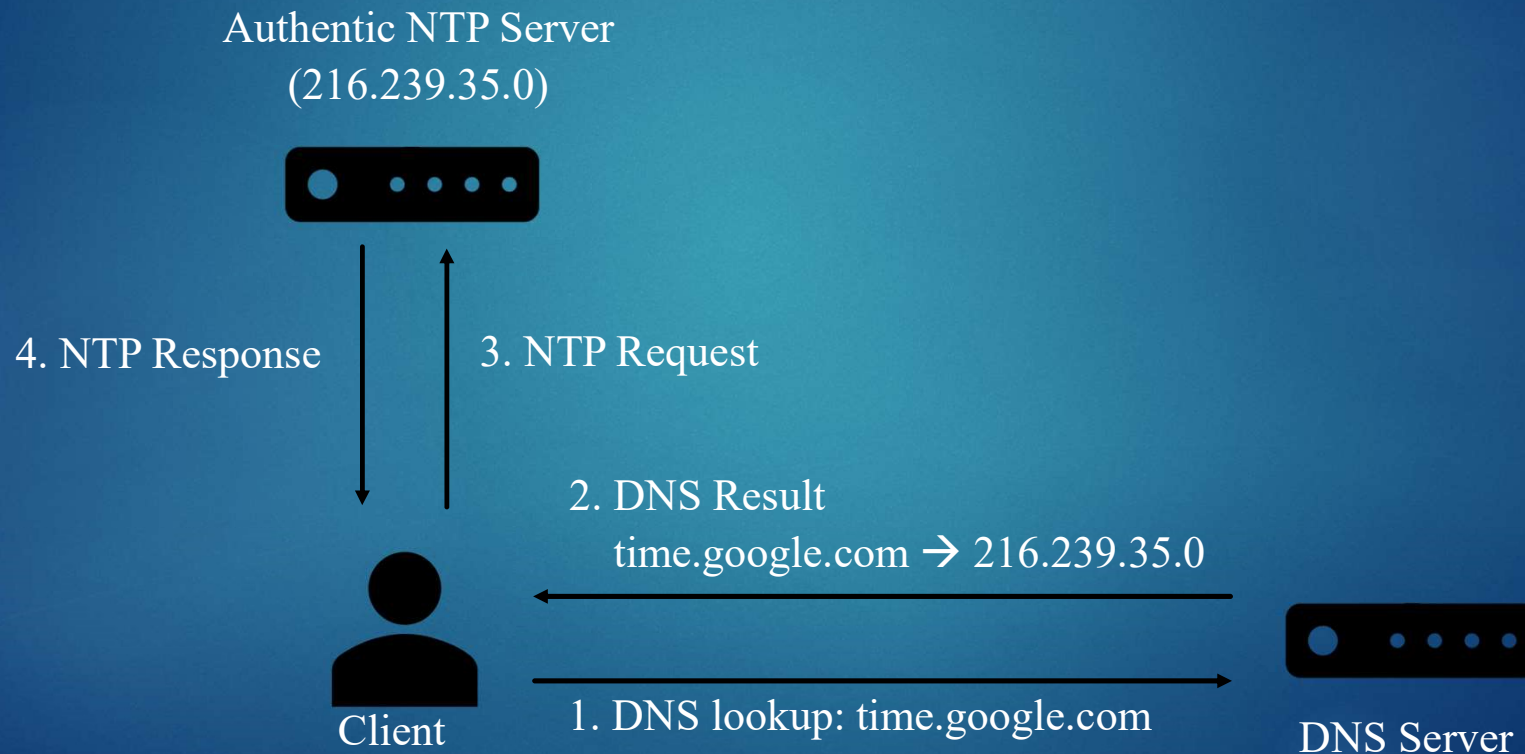 Authentic NTP Server
(216.239.35.0)
4. NTP Response
3. NTP Request
2. DNS Result
time.google.com → 216.239.35.0
1. DNS lookup: time.google.com
Client
DNS Server